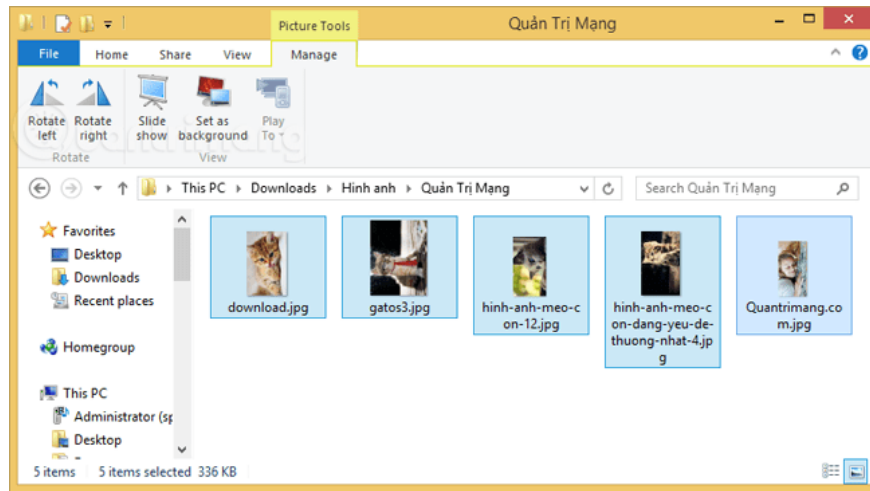 Picture Tools
Quản Trị Mạng
File Home Share View Manage
Rotate left
Rotate right
Slide show
Set as background
Play To
Rotate
View
This PC Downloads Hinh anh Quản Trị Mạng
Search Quản Trị Mạng
Favorites
Desktop
Downloads
Recent places
Homegroup
This PC
Administrator (sp
Desktop
download.jpg
gatos3.jpg
hinh-anh-meo-c
on-12.jpg
hinh-anh-meo-c
on-dang-yeu-de-
thuong-nhat-4.jp
g
Quantrimang.co
m.jpg
5 items 5 items selected 336 KB